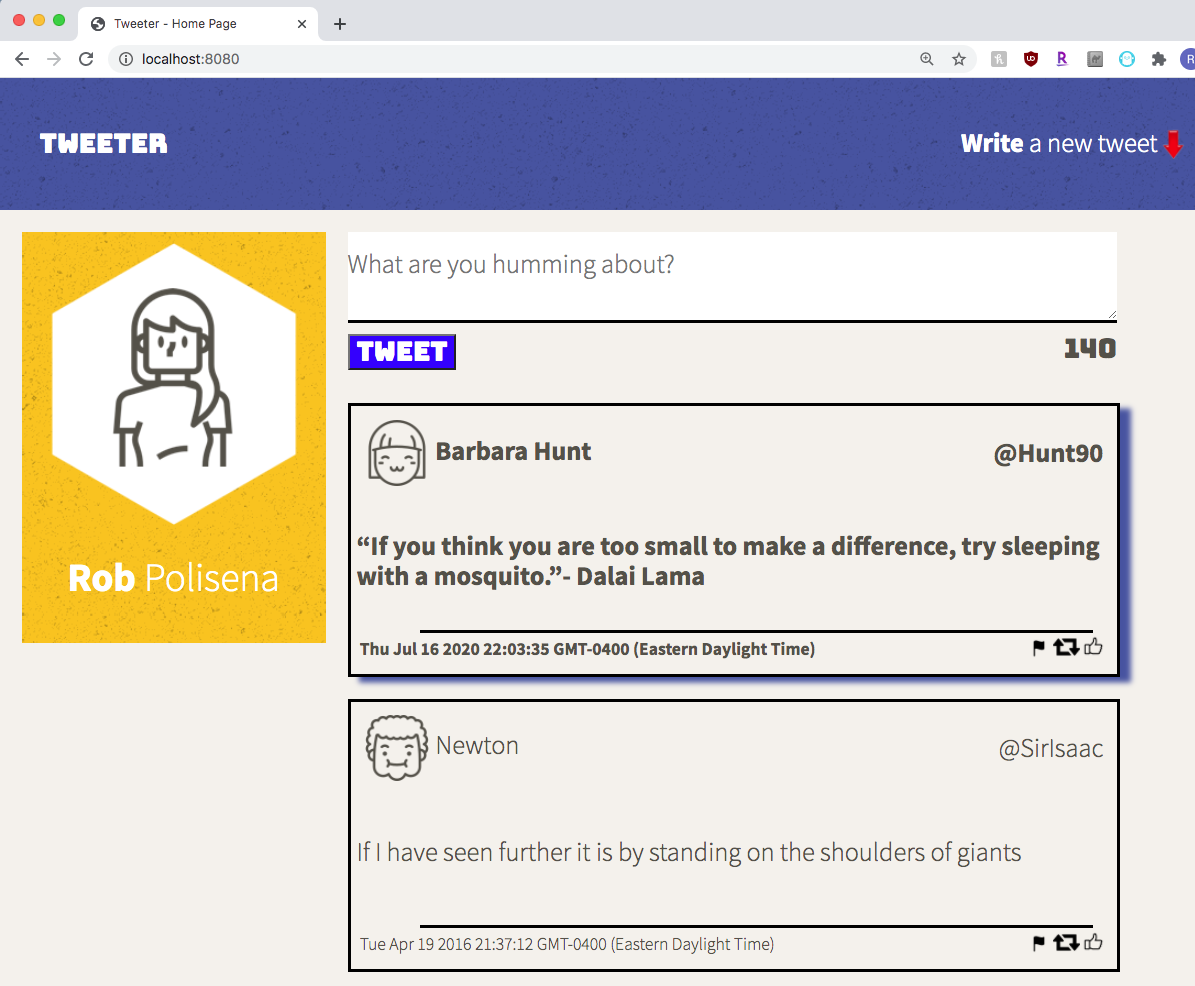 Tweeter - Home Page
localhost:8080
TWEETER
Write a new tweet
What are you humming about?
TWEET
140
Rob Polisena
Barbara Hunt
@Hunt90
“If you think you are too small to make a difference, try sleeping
with a mosquito.”- Dalai Lama
Thu Jul 16 2020 22:03:35 GMT-0400 (Eastern Daylight Time)
Newton
@SirIsaac
If I have seen further it is by standing on the shoulders of giants
Tue Apr 19 2016 21:37:12 GMT-0400 (Eastern Daylight Time)